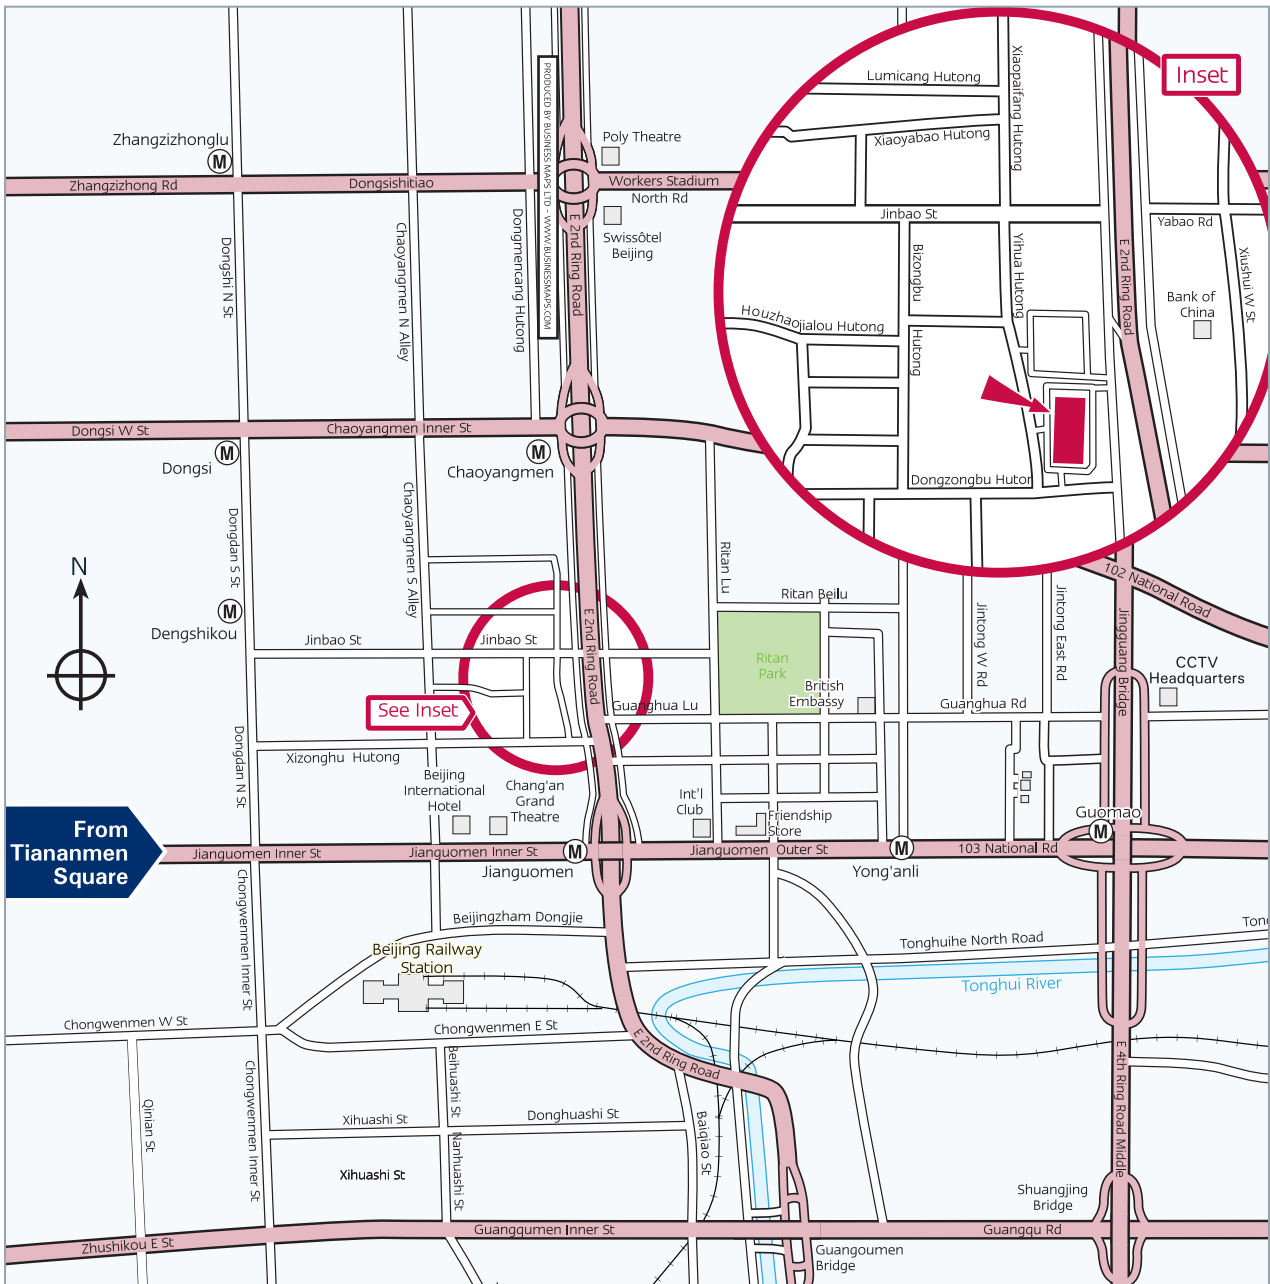 Inset
Lumicang Hutong
Xiaopaifang Hutong
Xiaoyabao Hutong
Jinbao St
Yabao Rd
Bizongbu
Hutong
Yihua Hutong
E 2nd Ring Road
Xiushui W St
Bank of
China
Houzhaojialou Hutong
Dongzongbu Hutor
PRODUCED BY BUSINESS MAPS LTD - WWW.BUSINESSMAPS.COM
Zhangzizhonglu
M
Poly Theatre
Zhangzizhong Rd
Dongsishitiao
Workers Stadium
North Rd
Swissôtel
Beijing
Dongshi N St
Chaoyangmen N Alley
Dongmencang Hutong
E 2nd Ring Road
Dongsi W St
Chaoyangmen Inner St
M
Dongsi
M
Chaoyangmen
Dongdan S St
Chaoyangmen S Alley
Ritan Lu
N
M
Dengshikou
102 National Road
Ritan Beilu
Jinbao St
Jinbao St
E 2nd Ring Road
Ritan
Park
British
Embassy
Jintong W Rd
Jintong East Rd
Jingguang Bridge
CCTV
Headquarters
See Inset
Guanghua Lu
Guanghua Rd
Dongdan N St
Xizonghu Hutong
Beijing
International
Hotel
Chang'an
Grand
Theatre
Int'l
Club
Friendship
Store
Guomao
M
From
Tiananmen
Square
Jianguomen Inner St
Jianguomen Inner St
M
Jianguomen
Jianguomen Outer St
M
Yong'anli
103 National Rd
Chongwenmen Inner St
Beijingzham Dongjie
Beijing Railway
Station
Tonghuihe North Road
Tong
Tonghui River
Chongwenmen W St
Chongwenmen E St
E 2nd Ring Road
E 4th Ring Road Middle
Qinian St
Chongwenmen Inner St
Beihuashi St
Nanhuashi St
Xihuashi St
Donghuashi St
Baiqiao St
Xihuashi St
Shuangjing
Bridge
Zhushikou E St
Guangqumen Inner St
Guangqu Rd
Guangoumen
Bridge